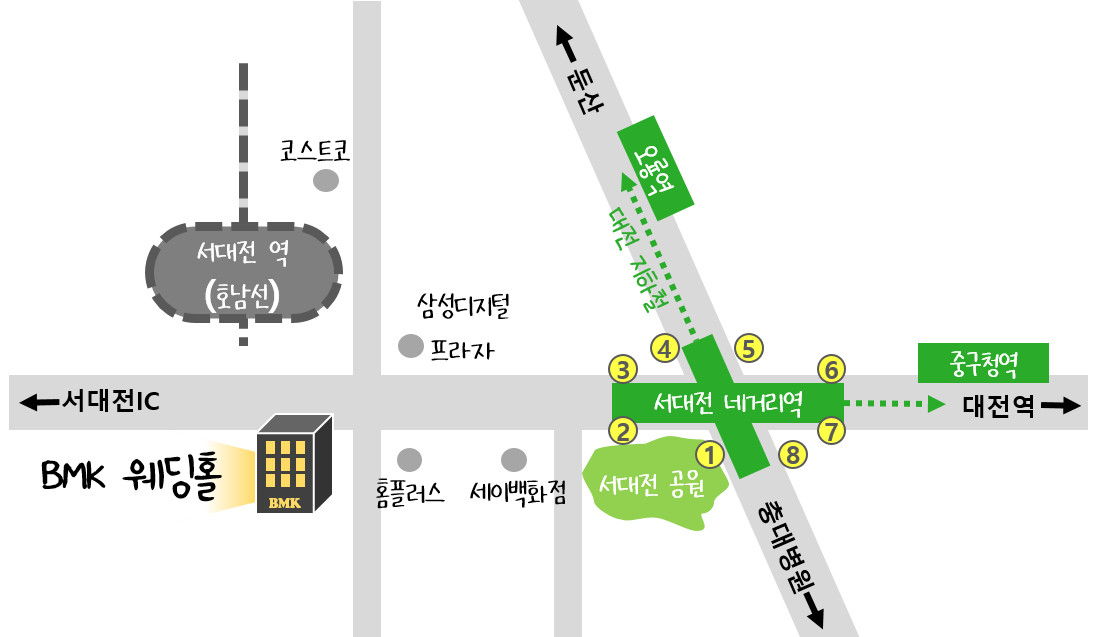 둔산
코스트코
오룡역
서대전 역
(호남선)
대전 지하철
삼성디지털
프라자
4
5
3
6
중구청역
서대전IC
서대전 네거리역
대전역
2
7
1
8
BMK 웨딩홀
BMK
홈플러스
세이백화점
서대전 공원
충대병원